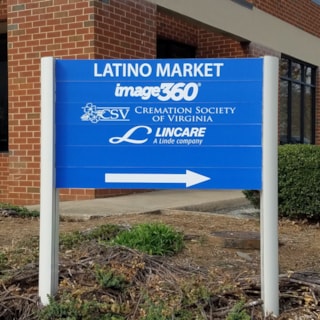 LATINO MARKET
image360®
CSV CREMATION SOCIETY
OF VIRGINIA
LINCARE
A Linde company